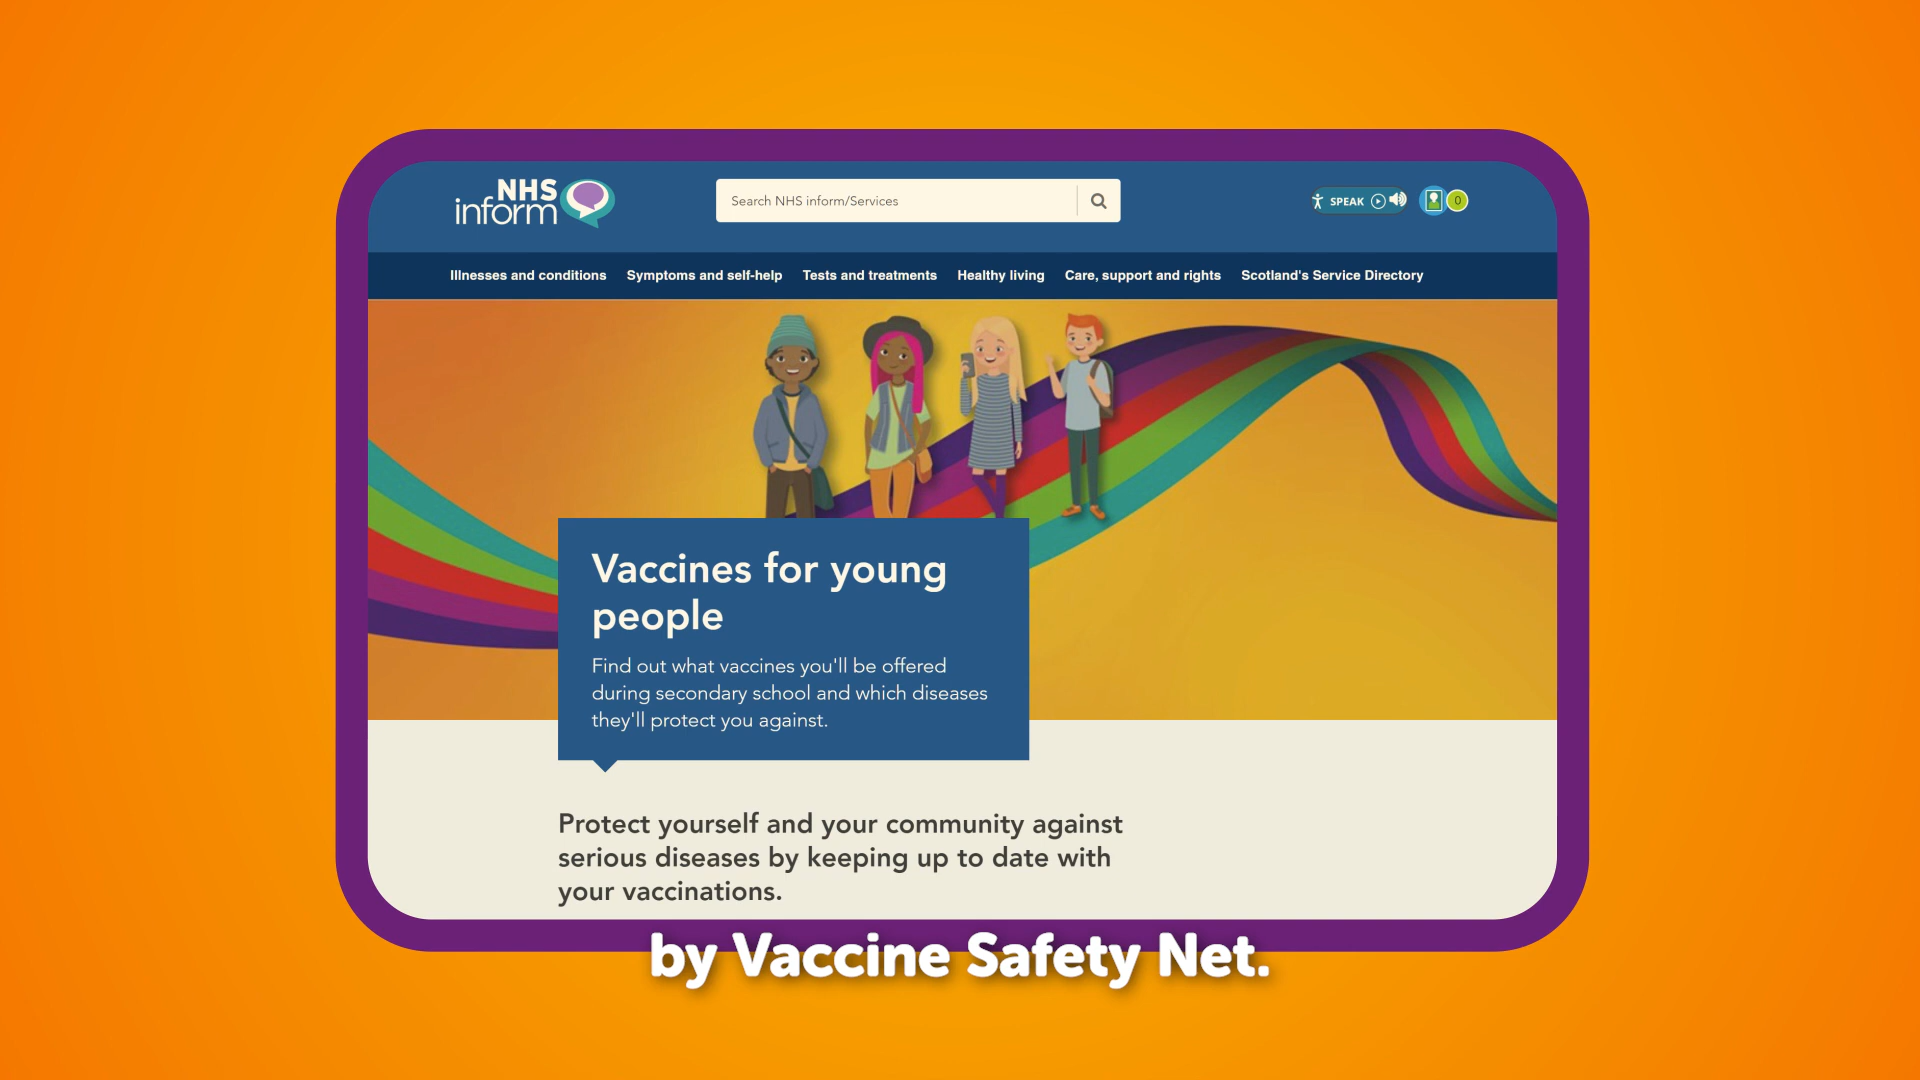 NHS
inform
Search NHS inform/Services
SPEAK
0
Illnesses and conditions Symptoms and self-help Tests and treatments Healthy living Care, support and rights Scotland's Service Directory
Vaccines for young
people
Find out what vaccines you'll be offered
during secondary school and which diseases
they'll protect you against.
Protect yourself and your community against
serious diseases by keeping up to date with
your vaccinations.
by Vaccine Safety Net.